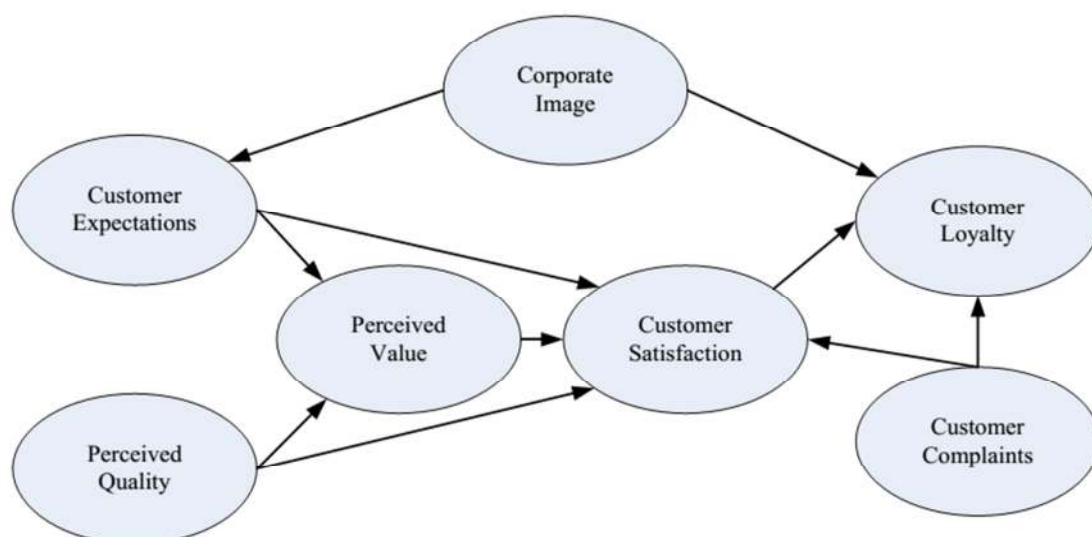 Corporate
Image
Customer
Expectations
Customer
Loyalty
Perceived
Value
Customer
Satisfaction
Perceived
Quality
Customer
Complaints